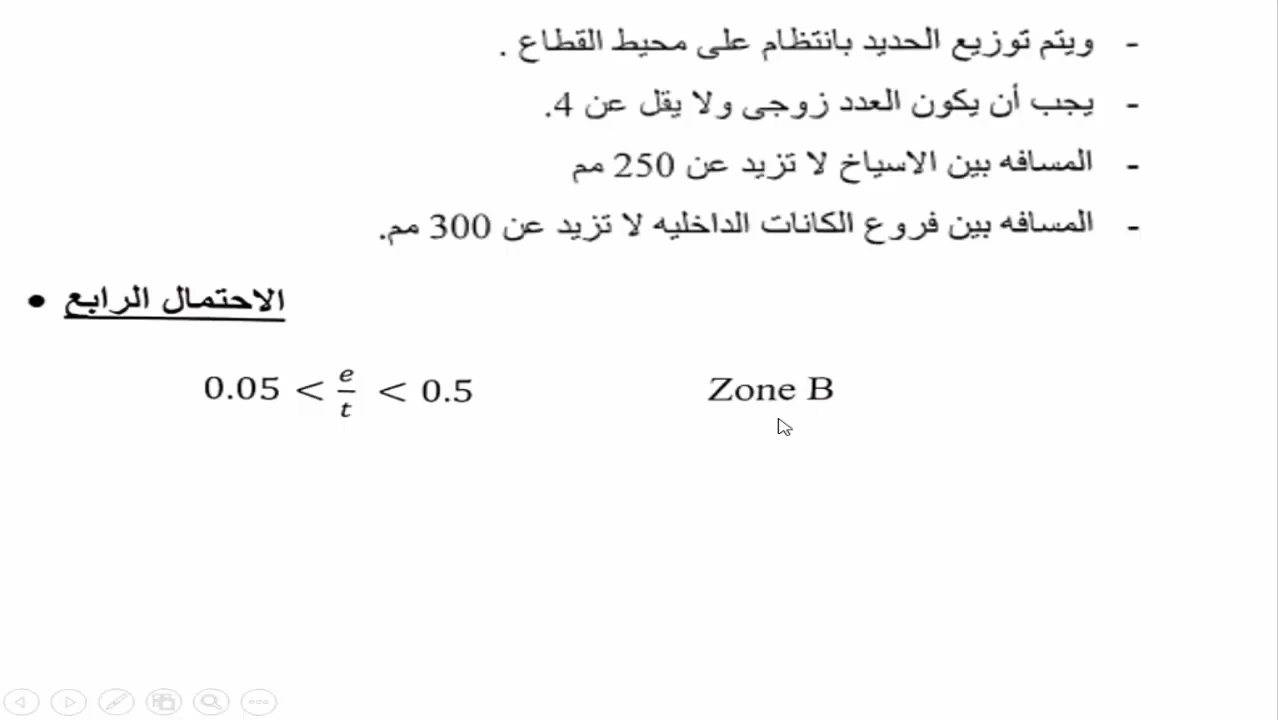 - ويتم توزيع الحديد بانتظام على محيط القطاع .
- يجب أن يكون العدد زوجى ولا يقل عن 4.
- المسافه بين الاسياخ لا تزيد عن 250 مم
- المسافه بين فروع الكانات الداخليه لا تزيد عن 300 مم.
• الاحتمال الرابع
0.05 < e/t < 0.5 Zone B